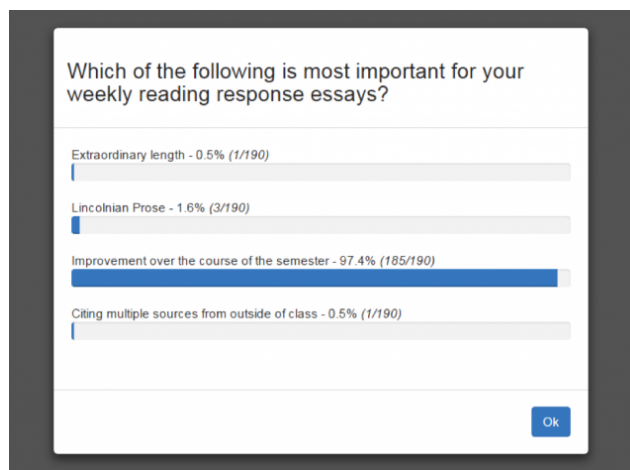 Which of the following is most important for your
weekly reading response essays?
Extraordinary length - 0.5% (1/190)
Lincolnian Prose - 1.6% (3/190)
Improvement over the course of the semester - 97.4% (185/190)
Citing multiple sources from outside of class - 0.5% (1/190)
Ok